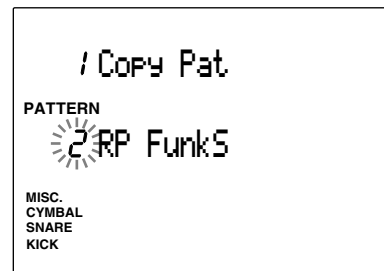 1 Copy Pat
PATTERN
2 RP FunkS
MISC.
CYMBAL
SNARE
KICK